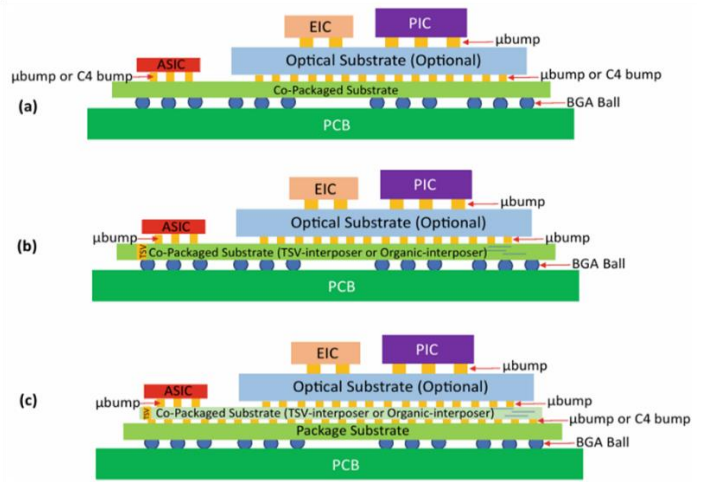 EIC
PIC
μbump
ASIC
Optical Substrate (Optional)
μbump or C4 bump
μbump or C4 bump
(a)
Co-Packaged Substrate
BGA Ball
PCB
EIC
PIC
μbump
ASIC
Optical Substrate (Optional)
μbump
μbump
(b)
TSV
Co-Packaged Substrate (TSV-interposer or Organic-interposer)
BGA Ball
PCB
EIC
PIC
μbump
ASIC
Optical Substrate (Optional)
μbump
μbump
(c)
TSV
Co-Packaged Substrate (TSV-interposer or Organic-interposer)
μbump or C4 bump
Package Substrate
BGA Ball
PCB